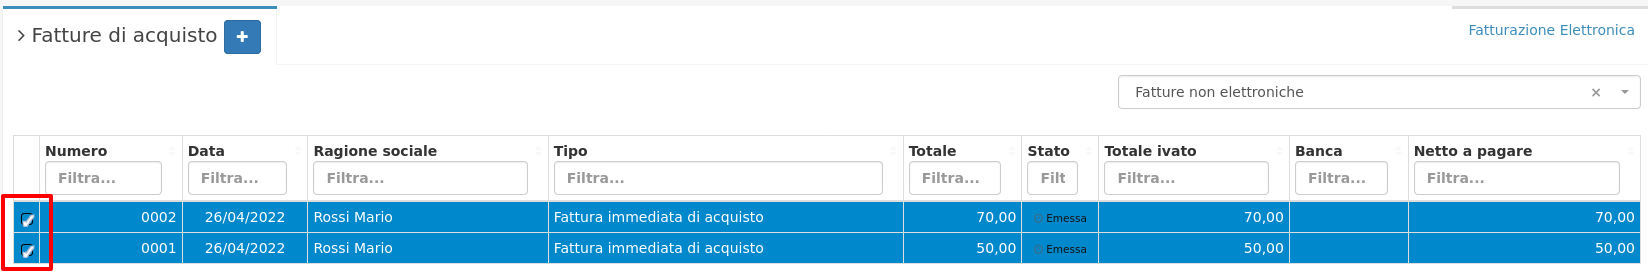 Fatture di acquisto +
Fatturazione Elettronica
Fatture non elettroniche ×
Numero Data Ragione sociale Tipo Totale Stato Totale ivato Banca Netto a pagare
Filtra... Filtra... Filtra... Filtra... Filtra... Filt Filtra... Filtra... Filtra...
0002 26/04/2022 Rossi Mario Fattura immediata di acquisto 70,00 Emessa 70,00 70,00
0001 26/04/2022 Rossi Mario Fattura immediata di acquisto 50,00 Emessa 50,00 50,00